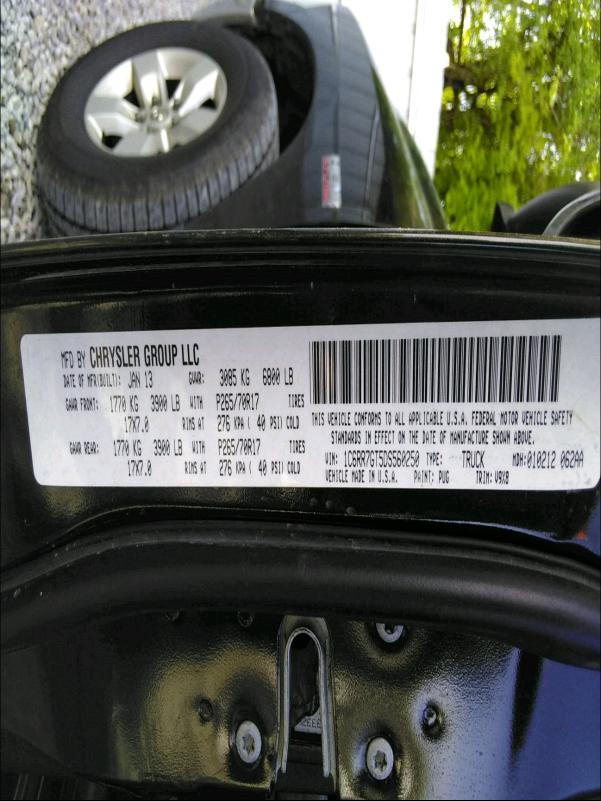 MFD BY CHRYSLER GROUP LLC
DATE OF MFR(BUILT): JAN 13 GVWR: 3085 KG 6800 LB
GAWR FRONT: 1770 KG 3900 LB WITH P265/70R17 TIRES
17X7.0 RIMS AT 276 KPA ( 40 PSI) COLD
GAWR REAR: 1770 KG 3900 LB WITH P265/70R17 TIRES
17X7.0 RIMS AT 276 KPA ( 40 PSI) COLD
THIS VEHICLE CONFORMS TO ALL APPLICABLE U.S.A. FEDERAL MOTOR VEHICLE SAFETY
STANDARDS IN EFFECT ON THE DATE OF MANUFACTURE SHOWN ABOVE.
VIN: 1C6RR7GT5DS560250 TYPE: TRUCK MDH:010212 062AA
VEHICLE MADE IN U.S.A. PAINT: PUG TRIM: V9X8